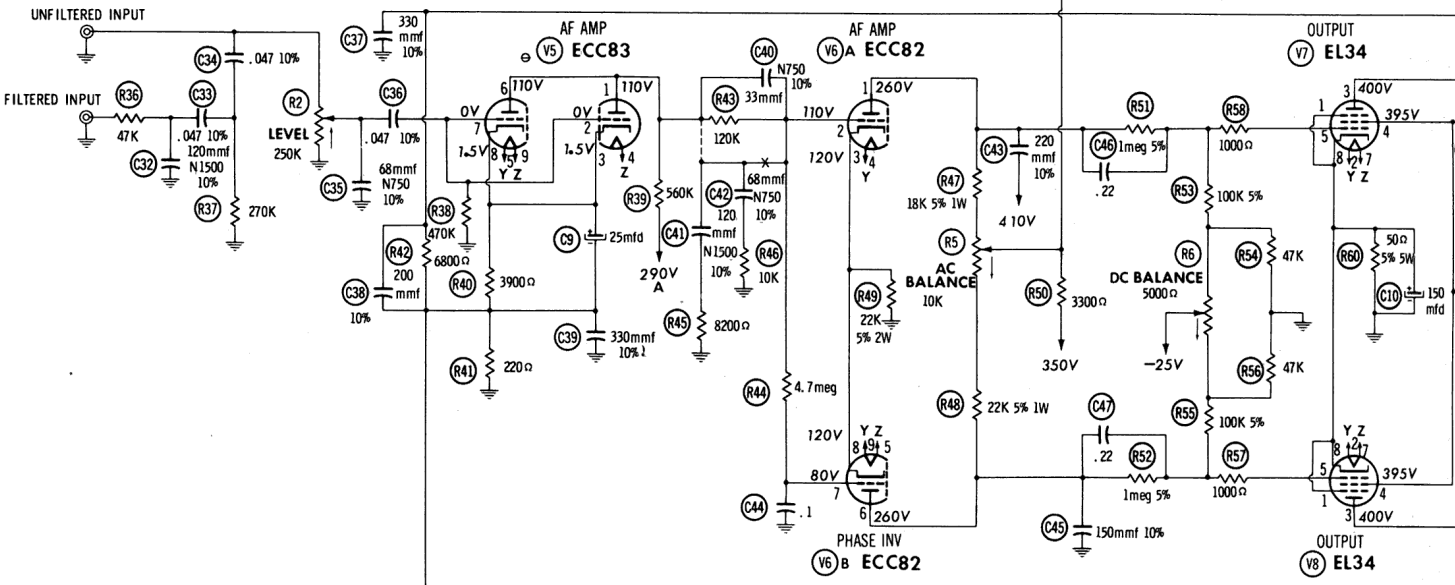 UNFILTERED INPUT
C34
.047 10%
FILTERED INPUT
R36
47K
C33
.047 10%
C32
120mmf
N1500
10%
R37
270K
R2
LEVEL
250K
C37
330
mmf
10%
C36
.047
10%
C35
68mmf
N750
10%
R38
470K
R42
6800Ω
C38
200
mmf
10%
AF AMP
V5 ECC83
6
110V
0V
7
1.5V
8 5 9
Y Z
1
110V
0V
2
1.5V
3 4
Z
R40
3900Ω
R41
220Ω
C9
+
25mfd
C39
330mmf
10%
R39
560K
290V
A
C40
N750
10%
33mmf
R43
120K
X
C42
68mmf
N750
10%
C41
120
mmf
N1500
10%
R46
10K
R45
8200Ω
R44
4.7meg
C44
.1
AF AMP
V6 A ECC82
1
260V
110V
2
120V
3 4
Y
R49
22K
5% 2W
120V
Y Z
8 9 5
80V
7
6
260V
PHASE INV
V6 B ECC82
R47
18K 5% 1W
R5
AC
BALANCE
10K
R48
22K 5% 1W
C43
220
mmf
10%
410V
R50
3300Ω
350V
R51
1meg 5%
C46
.22
R58
1000Ω
R53
100K 5%
R6
DC BALANCE
5000Ω
-25V
R54
47K
R56
47K
R55
100K 5%
C47
.22
R52
1meg 5%
R57
1000Ω
C45
150mmf 10%
OUTPUT
V7 EL34
3
400V
1
5
395V
4
8 2 7
Y Z
R60
50Ω
5% 5W
C10
+
150
mfd
Y Z
8 2 7
5
395V
1
4
3
400V
OUTPUT
V8 EL34